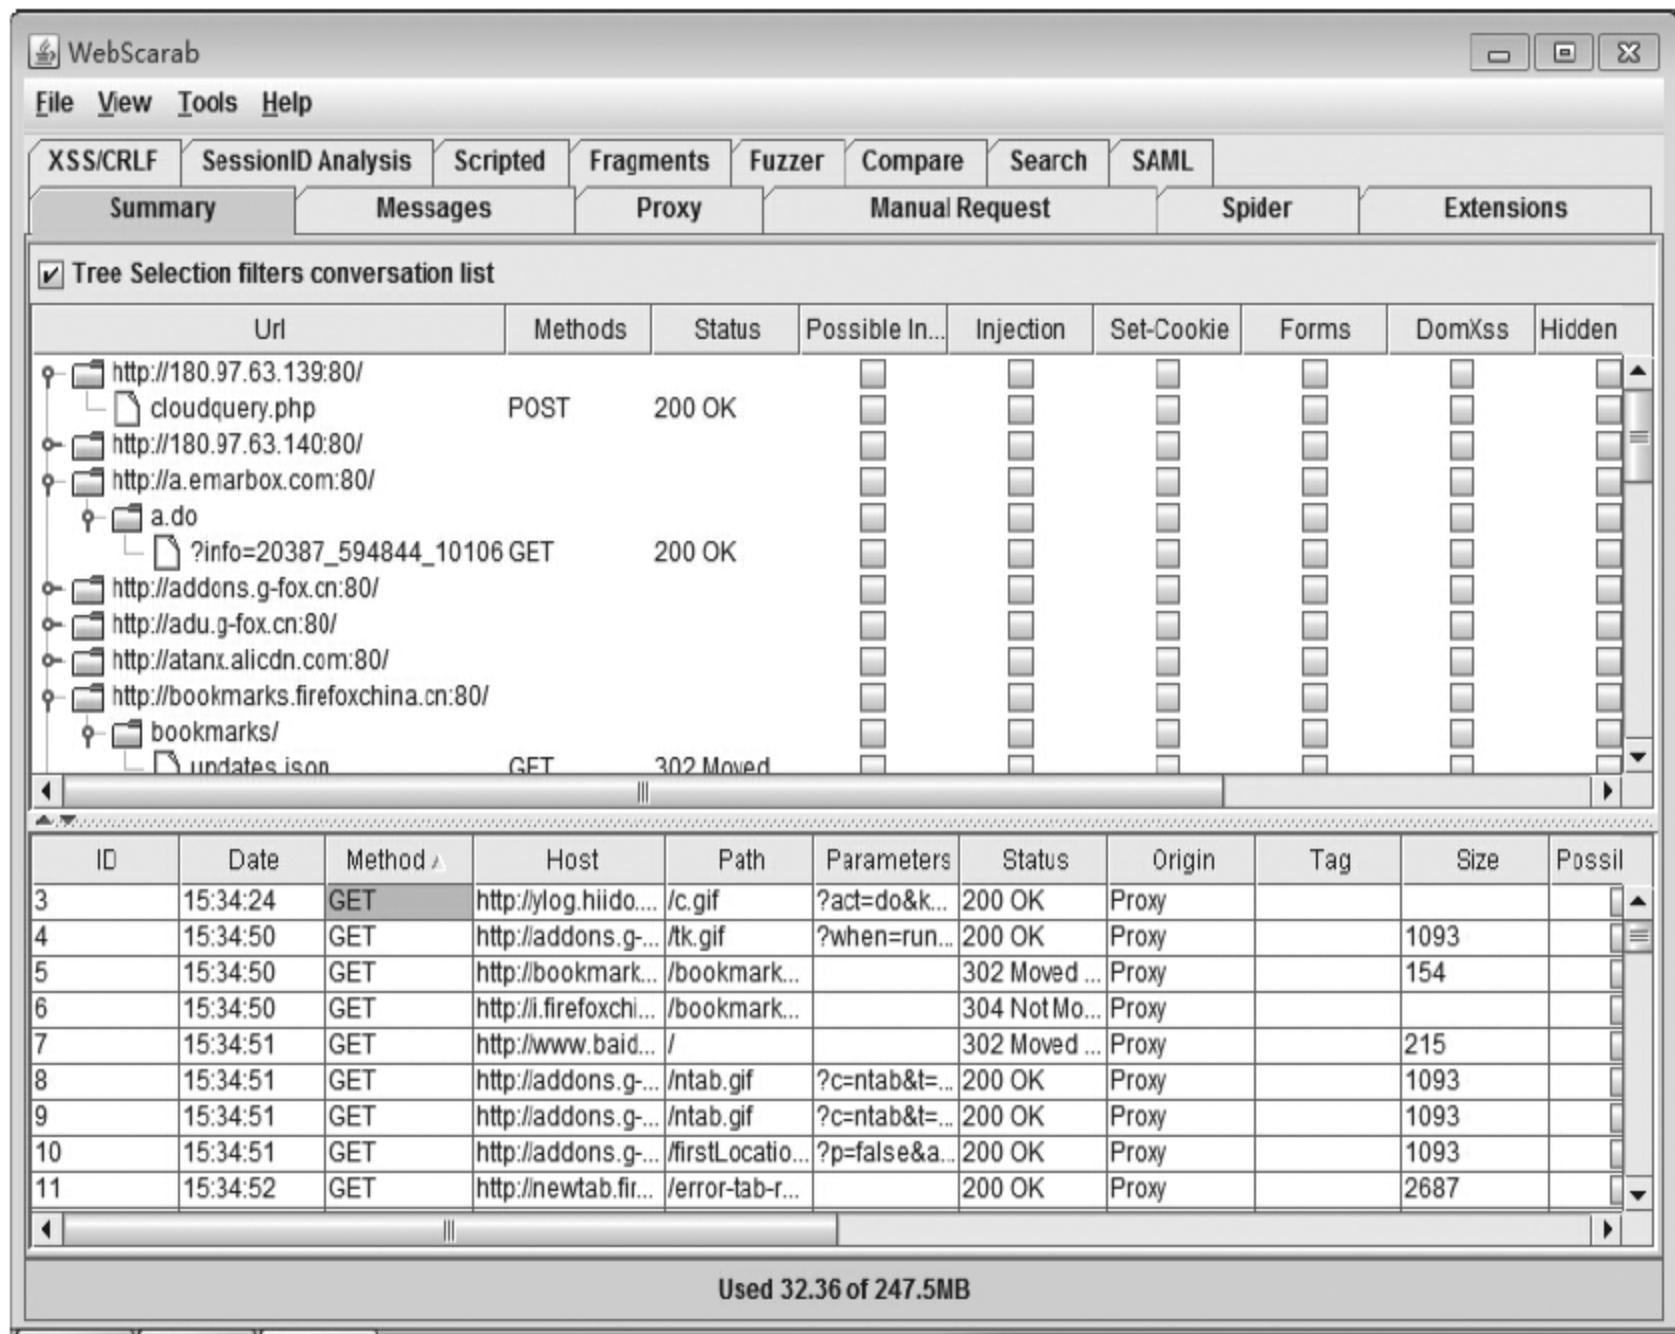 WebScarab
File View Tools Help
XSS/CRLF SessionID Analysis Scripted Fragments Fuzzer Compare Search SAML
Summary Messages Proxy Manual Request Spider Extensions
Tree Selection filters conversation list
Url Methods Status Possible In... Injection Set-Cookie Forms DomXss Hidden
http://180.97.63.139:80/
cloudquery.php POST 200 OK
http://180.97.63.140:80/
http://a.emarbox.com:80/
a.do
?info=20387_594844_10106 GET 200 OK
http://addons.g-fox.cn:80/
http://adu.g-fox.cn:80/
http://atanx.alicdn.com:80/
http://bookmarks.firefoxchina.cn:80/
bookmarks/
updates.json GET 302 Moved
ID Date Method Host Path Parameters Status Origin Tag Size Possil
3 15:34:24 GET http://ylog.hiido.... /c.gif ?act=do&k... 200 OK Proxy
4 15:34:50 GET http://addons.g-... /tk.gif ?when=run... 200 OK Proxy 1093
5 15:34:50 GET http://bookmark... /bookmark... 302 Moved ... Proxy 154
6 15:34:50 GET http://i.firefoxchi... /bookmark... 304 Not Mo... Proxy
7 15:34:51 GET http://www.baid... / 302 Moved ... Proxy 215
8 15:34:51 GET http://addons.g-... /ntab.gif ?c=ntab&t=... 200 OK Proxy 1093
9 15:34:51 GET http://addons.g-... /ntab.gif ?c=ntab&t=... 200 OK Proxy 1093
10 15:34:51 GET http://addons.g-... /firstLocatio... ?p=false&a... 200 OK Proxy 1093
11 15:34:52 GET http://newtab.fir... /error-tab-r... 200 OK Proxy 2687
Used 32.36 of 247.5MB